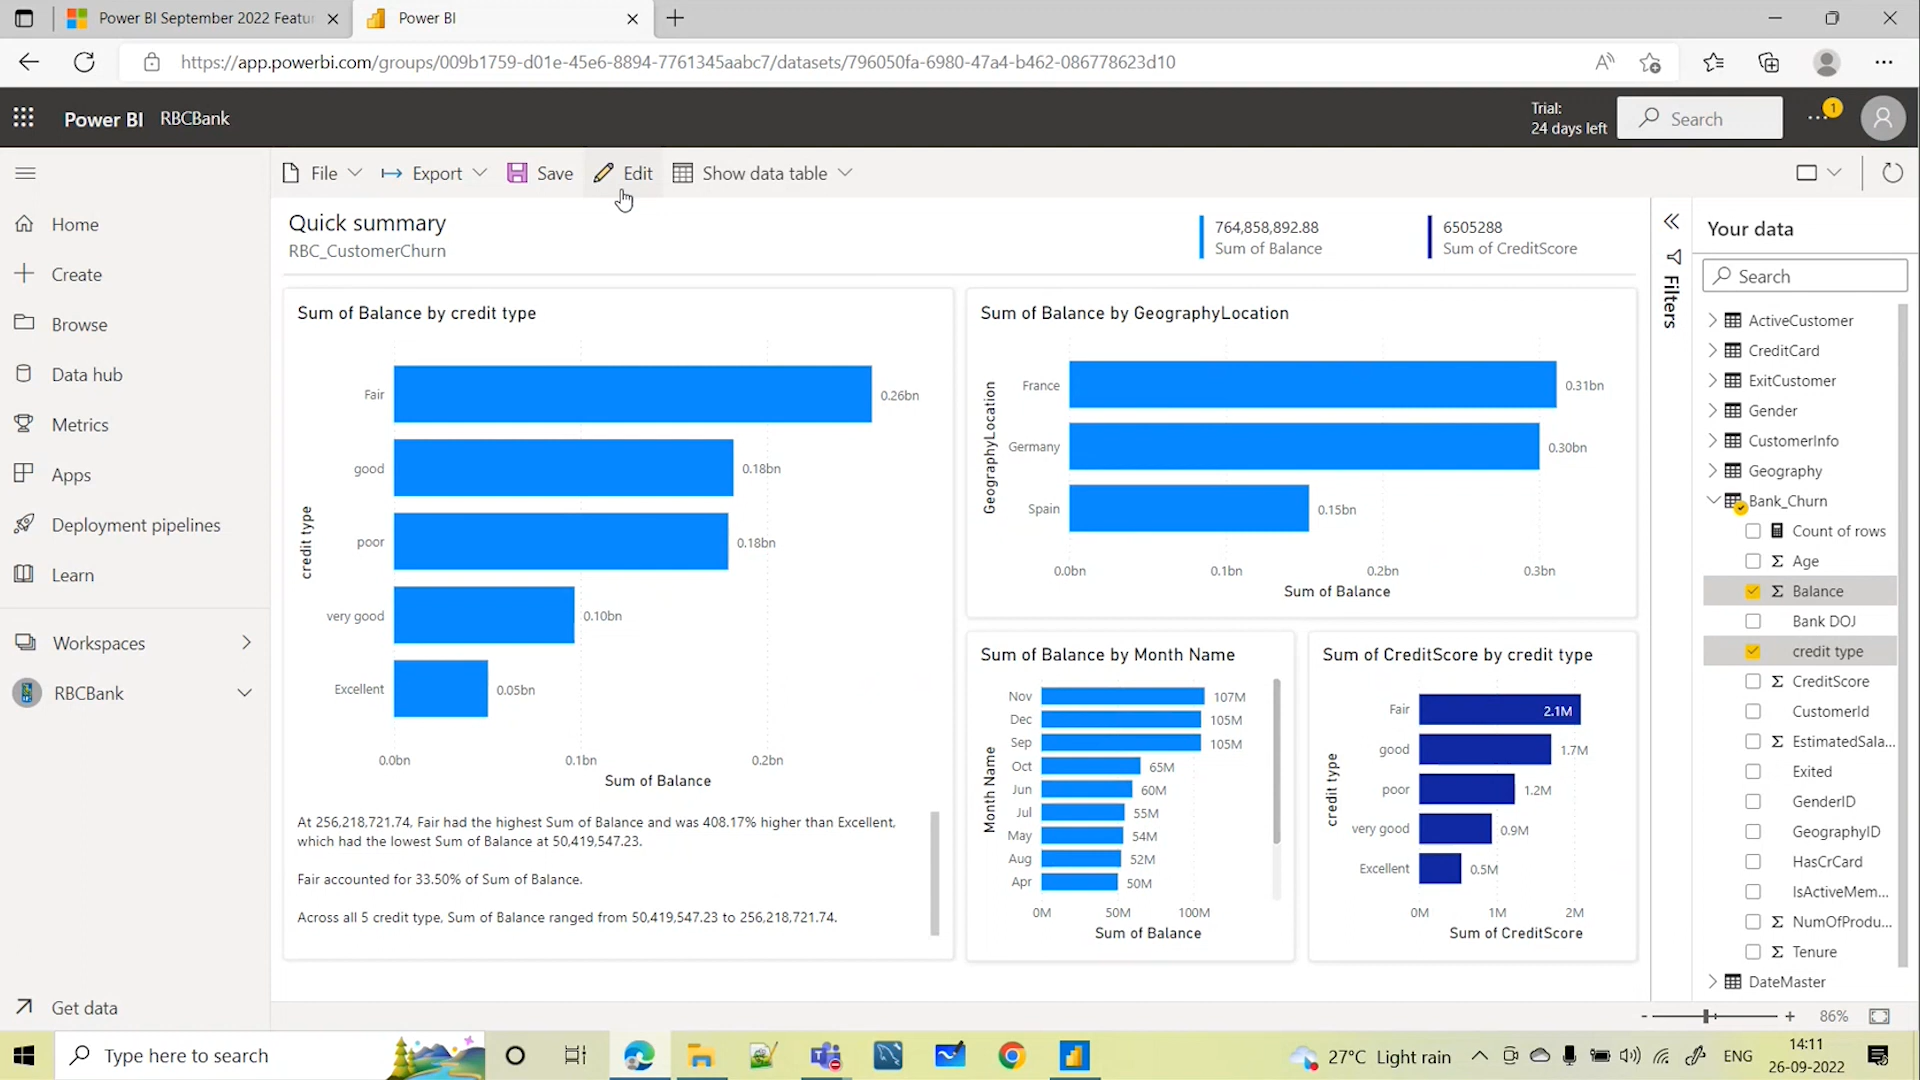 Power BI September 2022 Featu
Power BI
https://app.powerbi.com/groups/009b1759-d01e-45e6-8894-7761345aabc7/datasets/796050fa-6980-47a4-b462-086778623d10
Power BI RBCBank
Trial:
24 days left
Search
1
File
Export
Save
Edit
Show data table
Home
Create
Browse
Data hub
Metrics
Apps
Deployment pipelines
Learn
Workspaces
RBCBank
Get data
Quick summary
RBC_CustomerChurn
764,858,892.88
Sum of Balance
6505288
Sum of CreditScore
Sum of Balance by credit type
credit type
Fair 0.26bn
good 0.18bn
poor 0.18bn
very good 0.10bn
Excellent 0.05bn
0.0bn 0.1bn 0.2bn
Sum of Balance
At 256,218,721.74, Fair had the highest Sum of Balance and was 408.17% higher than Excellent,
which had the lowest Sum of Balance at 50,419,547.23.
Fair accounted for 33.50% of Sum of Balance.
Across all 5 credit type, Sum of Balance ranged from 50,419,547.23 to 256,218,721.74.
Sum of Balance by GeographyLocation
GeographyLocation
France 0.31bn
Germany 0.30bn
Spain 0.15bn
0.0bn 0.1bn 0.2bn 0.3bn
Sum of Balance
Sum of Balance by Month Name
Month Name
Nov 107M
Dec 105M
Sep 105M
Oct 65M
Jun 60M
Jul 55M
May 54M
Aug 52M
Apr 50M
0M 50M 100M
Sum of Balance
Sum of CreditScore by credit type
credit type
Fair 2.1M
good 1.7M
poor 1.2M
very good 0.9M
Excellent 0.5M
0M 1M 2M
Sum of CreditScore
Filters
Your data
Search
ActiveCustomer
CreditCard
ExitCustomer
Gender
CustomerInfo
Geography
Bank_Churn
Count of rows
Σ Age
Σ Balance
Bank DOJ
credit type
Σ CreditScore
CustomerId
Σ EstimatedSala...
Exited
GenderID
GeographyID
HasCrCard
IsActiveMem...
Σ NumOfProdu...
Σ Tenure
DateMaster
- + 86%
Type here to search
27°C Light rain
ENG
14:11
26-09-2022